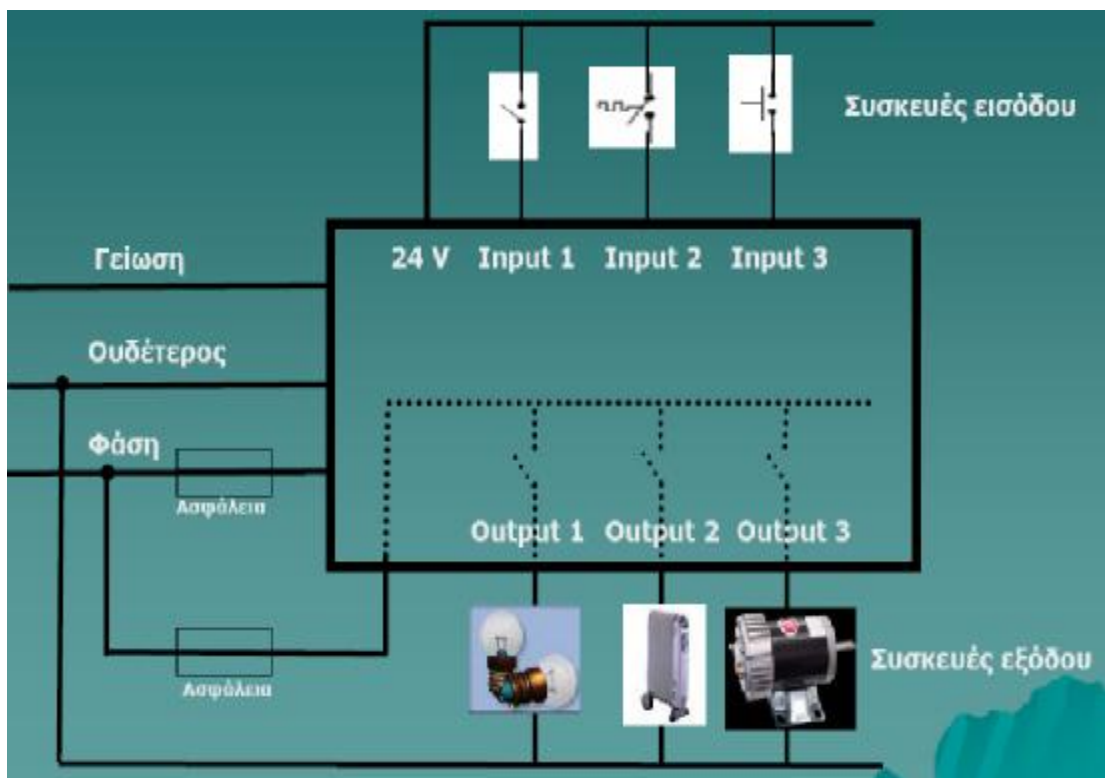 Συσκευές εισόδου
24 V Input 1 Input 2 Input 3
Γείωση
Ουδέτερος
Φάση
Ασφάλεια
Output 1 Output 2 Output 3
Συσκευές εξόδου
Ασφάλεια